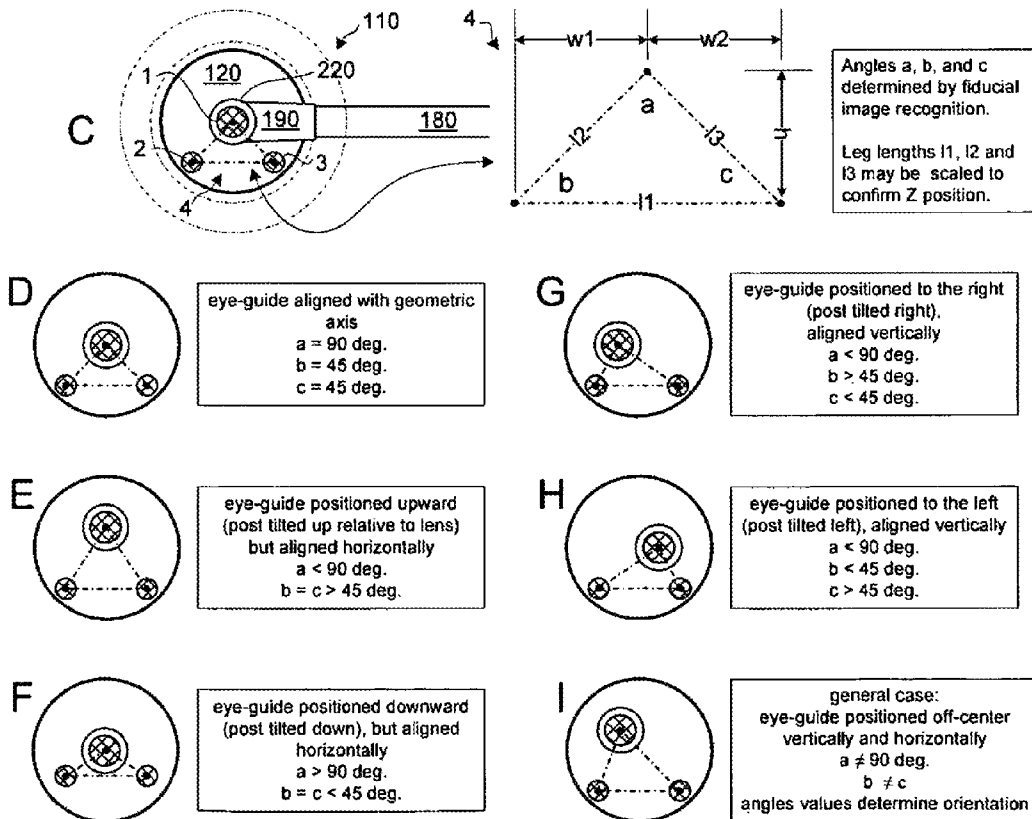 110
4
w1
w2
1
120
220
C
190
180
2
3
4
a
l2
l3
h
b
c
l1
Angles a, b, and c
determined by fiducial
image recognition.
Leg lengths l1, l2 and
l3 may be scaled to
confirm Z position.
D
eye-guide aligned with geometric
axis
a = 90 deg.
b = 45 deg.
c = 45 deg.
G
eye-guide positioned to the right
(post tilted right),
aligned vertically
a < 90 deg.
b > 45 deg.
c < 45 deg.
E
eye-guide positioned upward
(post tilted up relative to lens)
but aligned horizontally
a < 90 deg.
b = c > 45 deg.
H
eye-guide positioned to the left
(post tilted left), aligned vertically
a < 90 deg.
b < 45 deg.
c > 45 deg.
F
eye-guide positioned downward
(post tilted down), but aligned
horizontally
a > 90 deg.
b = c < 45 deg.
I
general case:
eye-guide positioned off-center
vertically and horizontally
a ≠ 90 deg.
b ≠ c
angles values determine orientation